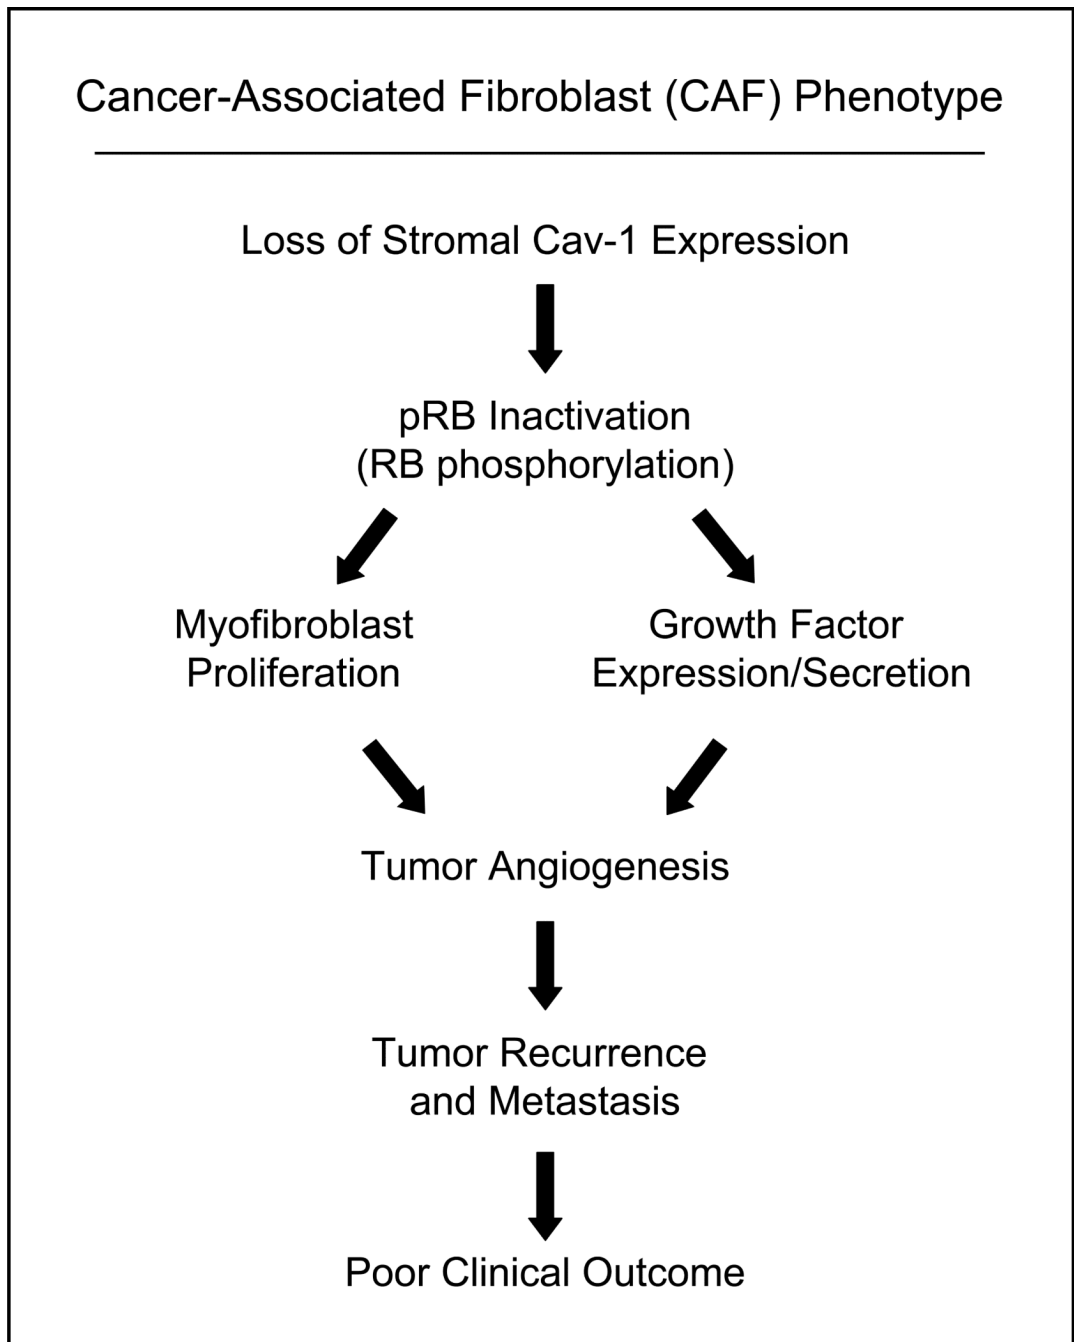 Cancer-Associated Fibroblast (CAF) Phenotype
Loss of Stromal Cav-1 Expression
pRB Inactivation
(RB phosphorylation)
Myofibroblast
Proliferation
Growth Factor
Expression/Secretion
Tumor Angiogenesis
Tumor Recurrence
and Metastasis
Poor Clinical Outcome